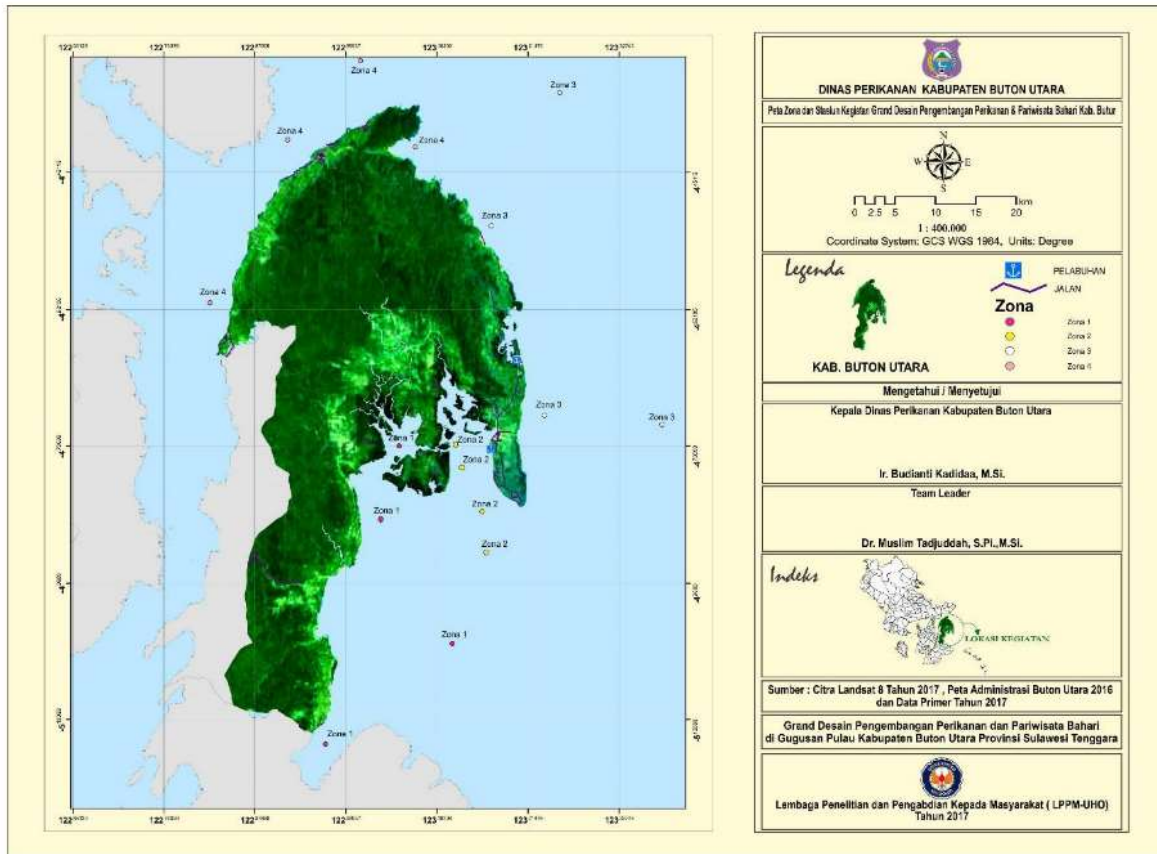 Zona 4
Zona 3
Zona 4
Zona 4
Zona 3
Zona 4
Zona 3
Zona 3
Zona 1
Zona 2
Zona 2
Zona 1
Zona 2
Zona 2
Zona 1
Zona 1
DINAS PERIKANAN KABUPATEN BUTON UTARA
Peta Zona dan Stasiun Kegiatan Grand Desain Pengembangan Perikanan & Pariwisata Bahari Kab. Butur
N
W E
S
km
0 2.5 5 10 15 20
1 : 400.000
Coordinate System: GCS WGS 1984, Units: Degree
Legenda
PELABUHAN
JALAN
Zona
Zona 1
Zona 2
Zona 3
Zona 4
KAB. BUTON UTARA
Mengetahui / Menyetujui
Kepala Dinas Perikanan Kabupaten Buton Utara
Ir. Budianti Kadidaa, M.Si.
Team Leader
Dr. Muslim Tadjuddah, S.Pi.,M.Si.
Indeks
LOKASI KEGIATAN
Sumber : Citra Landsat 8 Tahun 2017 , Peta Administrasi Buton Utara 2016
dan Data Primer Tahun 2017
Grand Desain Pengembangan Perikanan dan Pariwisata Bahari
di Gugusan Pulau Kabupaten Buton Utara Provinsi Sulawesi Tenggara
Lembaga Penelitian dan Pengabdian Kepada Masyarakat ( LPPM-UHO)
Tahun 2017